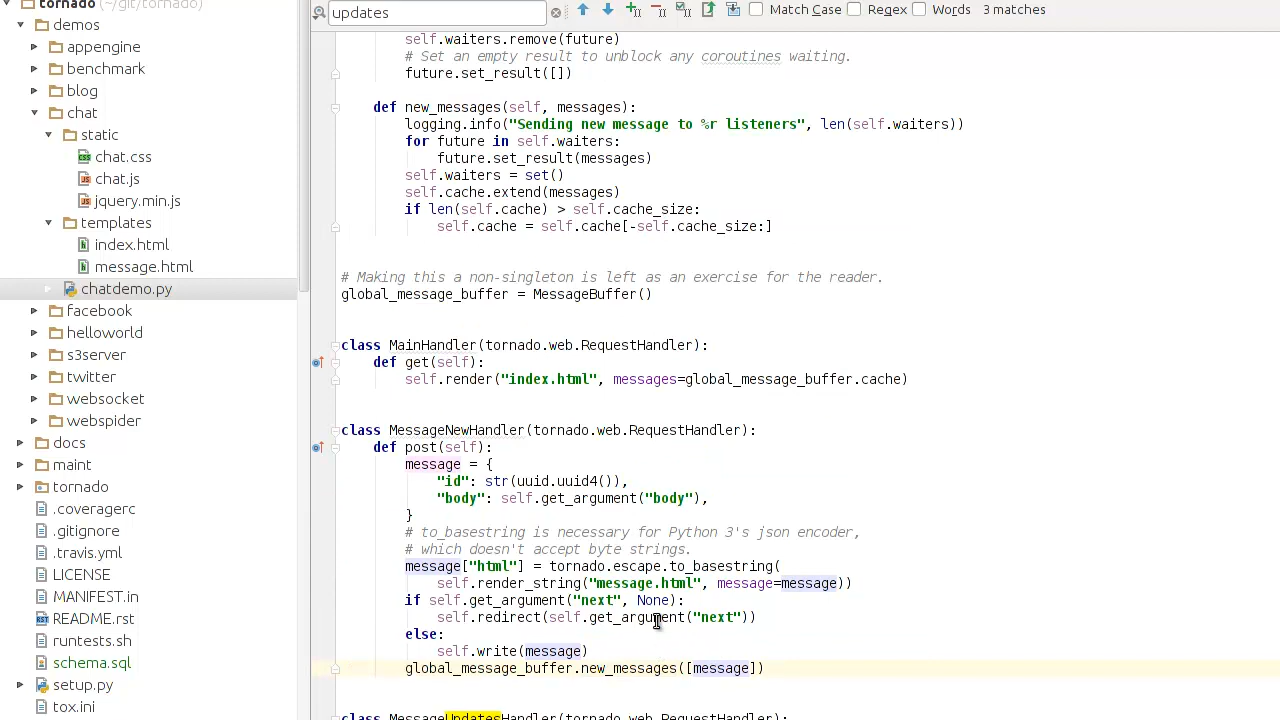 tornado (~/git/tornado)
demos
appengine
benchmark
blog
chat
static
chat.css
chat.js
jquery.min.js
templates
index.html
message.html
chatdemo.py
facebook
helloworld
s3server
twitter
websocket
webspider
docs
maint
tornado
.coveragerc
.gitignore
.travis.yml
LICENSE
MANIFEST.in
README.rst
runtests.sh
schema.sql
setup.py
tox.ini
updates Match Case Regex Words 3 matches
self.waiters.remove(future)
# Set an empty result to unblock any coroutines waiting.
future.set_result([])
def new_messages(self, messages):
logging.info("Sending new message to %r listeners", len(self.waiters))
for future in self.waiters:
future.set_result(messages)
self.waiters = set()
self.cache.extend(messages)
if len(self.cache) > self.cache_size:
self.cache = self.cache[-self.cache_size:]
# Making this a non-singleton is left as an exercise for the reader.
global_message_buffer = MessageBuffer()
class MainHandler(tornado.web.RequestHandler):
def get(self):
self.render("index.html", messages=global_message_buffer.cache)
class MessageNewHandler(tornado.web.RequestHandler):
def post(self):
message = {
"id": str(uuid.uuid4()),
"body": self.get_argument("body"),
}
# to_basestring is necessary for Python 3's json encoder,
# which doesn't accept byte strings.
message["html"] = tornado.escape.to_basestring(
self.render_string("message.html", message=message))
if self.get_argument("next", None):
self.redirect(self.get_argument("next"))
else:
self.write(message)
global_message_buffer.new_messages([message])
class MessageUpdatesHandler(tornado.web.RequestHandler):